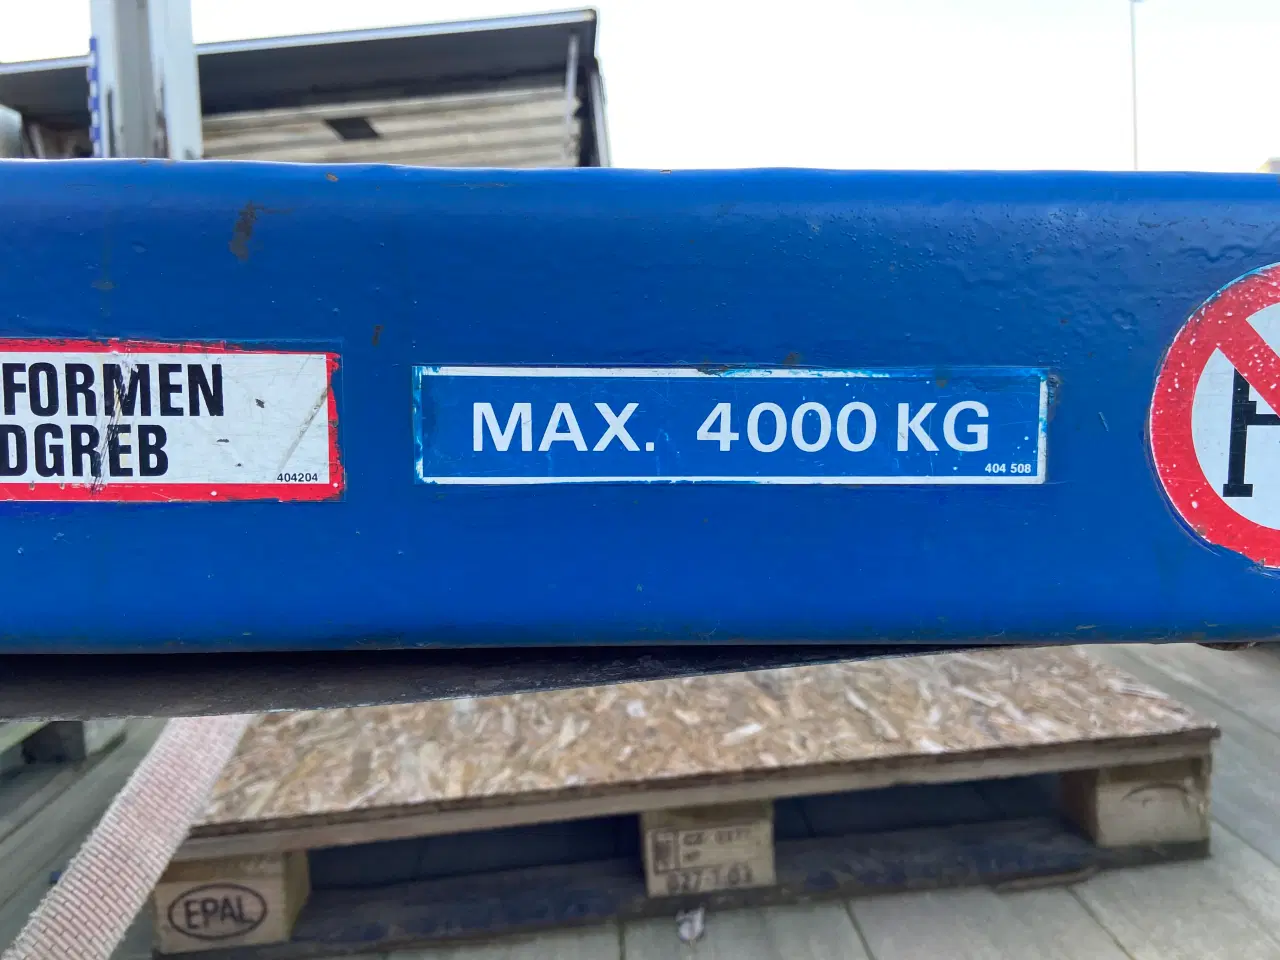 FORMEN
DGREB
404204
MAX. 4000 KG
404 508
EPAL